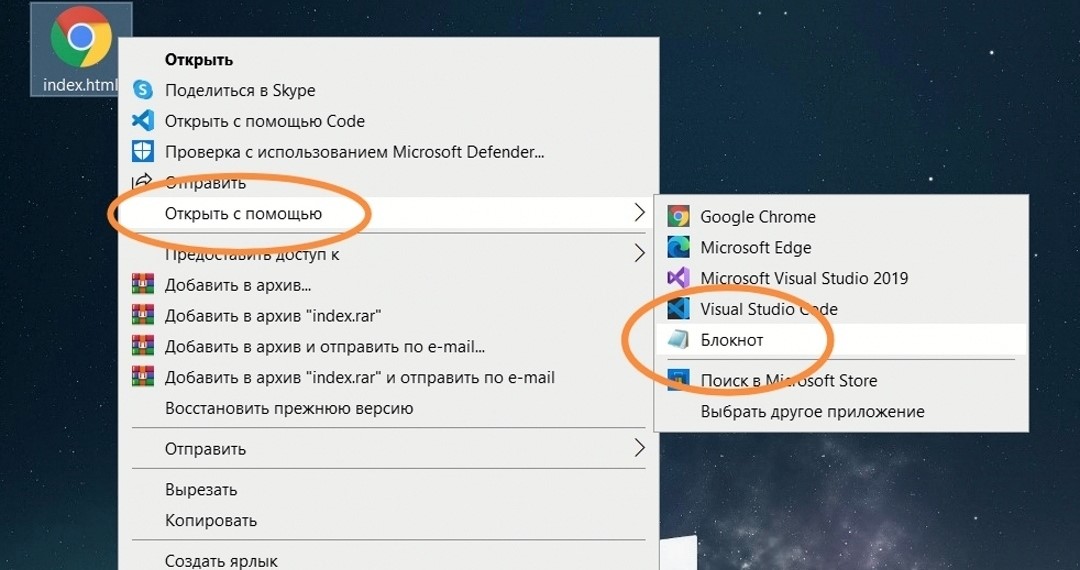 index.html
Открыть
Поделиться в Skype
Открыть с помощью Code
Проверка с использованием Microsoft Defender...
Отправить
Открыть с помощью
Предоставить доступ к
Добавить в архив...
Добавить в архив "index.rar"
Добавить в архив и отправить по e-mail...
Добавить в архив "index.rar" и отправить по e-mail
Восстановить прежнюю версию
Отправить
Вырезать
Копировать
Создать ярлык
Google Chrome
Microsoft Edge
Microsoft Visual Studio 2019
Visual Studio Code
Блокнот
Поиск в Microsoft Store
Выбрать другое приложение